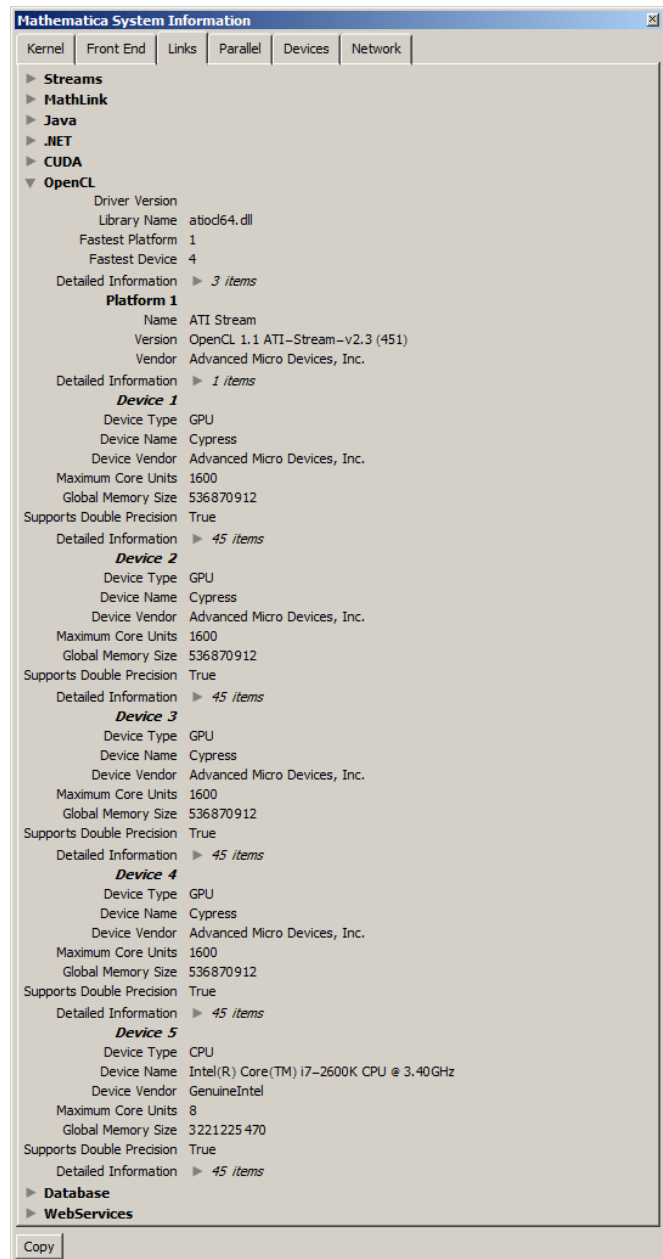 Mathematica System Information
Kernel Front End Links Parallel Devices Network
Streams
MathLink
Java
.NET
CUDA
OpenCL
Driver Version
Library Name atiocl64.dll
Fastest Platform 1
Fastest Device 4
Detailed Information 3 items
Platform 1
Name ATI Stream
Version OpenCL 1.1 ATI-Stream-v2.3 (451)
Vendor Advanced Micro Devices, Inc.
Detailed Information 1 items
Device 1
Device Type GPU
Device Name Cypress
Device Vendor Advanced Micro Devices, Inc.
Maximum Core Units 1600
Global Memory Size 536870912
Supports Double Precision True
Detailed Information 45 items
Device 2
Device Type GPU
Device Name Cypress
Device Vendor Advanced Micro Devices, Inc.
Maximum Core Units 1600
Global Memory Size 536870912
Supports Double Precision True
Detailed Information 45 items
Device 3
Device Type GPU
Device Name Cypress
Device Vendor Advanced Micro Devices, Inc.
Maximum Core Units 1600
Global Memory Size 536870912
Supports Double Precision True
Detailed Information 45 items
Device 4
Device Type GPU
Device Name Cypress
Device Vendor Advanced Micro Devices, Inc.
Maximum Core Units 1600
Global Memory Size 536870912
Supports Double Precision True
Detailed Information 45 items
Device 5
Device Type CPU
Device Name Intel(R) Core(TM) i7-2600K CPU @ 3.40GHz
Device Vendor GenuineIntel
Maximum Core Units 8
Global Memory Size 3221225470
Supports Double Precision True
Detailed Information 45 items
Database
WebServices
Copy